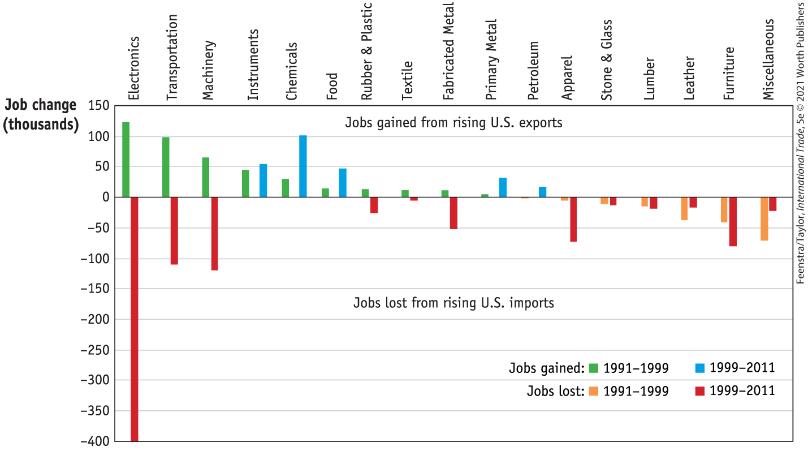 Electronics
Transportation
Machinery
Instruments
Chemicals
Food
Rubber & Plastic
Textile
Fabricated Metal
Primary Metal
Petroleum
Apparel
Stone & Glass
Lumber
Leather
Furniture
Miscellaneous
Job change
(thousands)
150
100
50
0
−50
−100
−150
−200
−250
−300
−350
−400
Jobs gained from rising U.S. exports
Jobs lost from rising U.S. imports
Jobs gained: 1991–1999 1999–2011
Jobs lost: 1991–1999 1999–2011
Feenstra/Taylor, International Trade, 5e © 2021 Worth Publishers